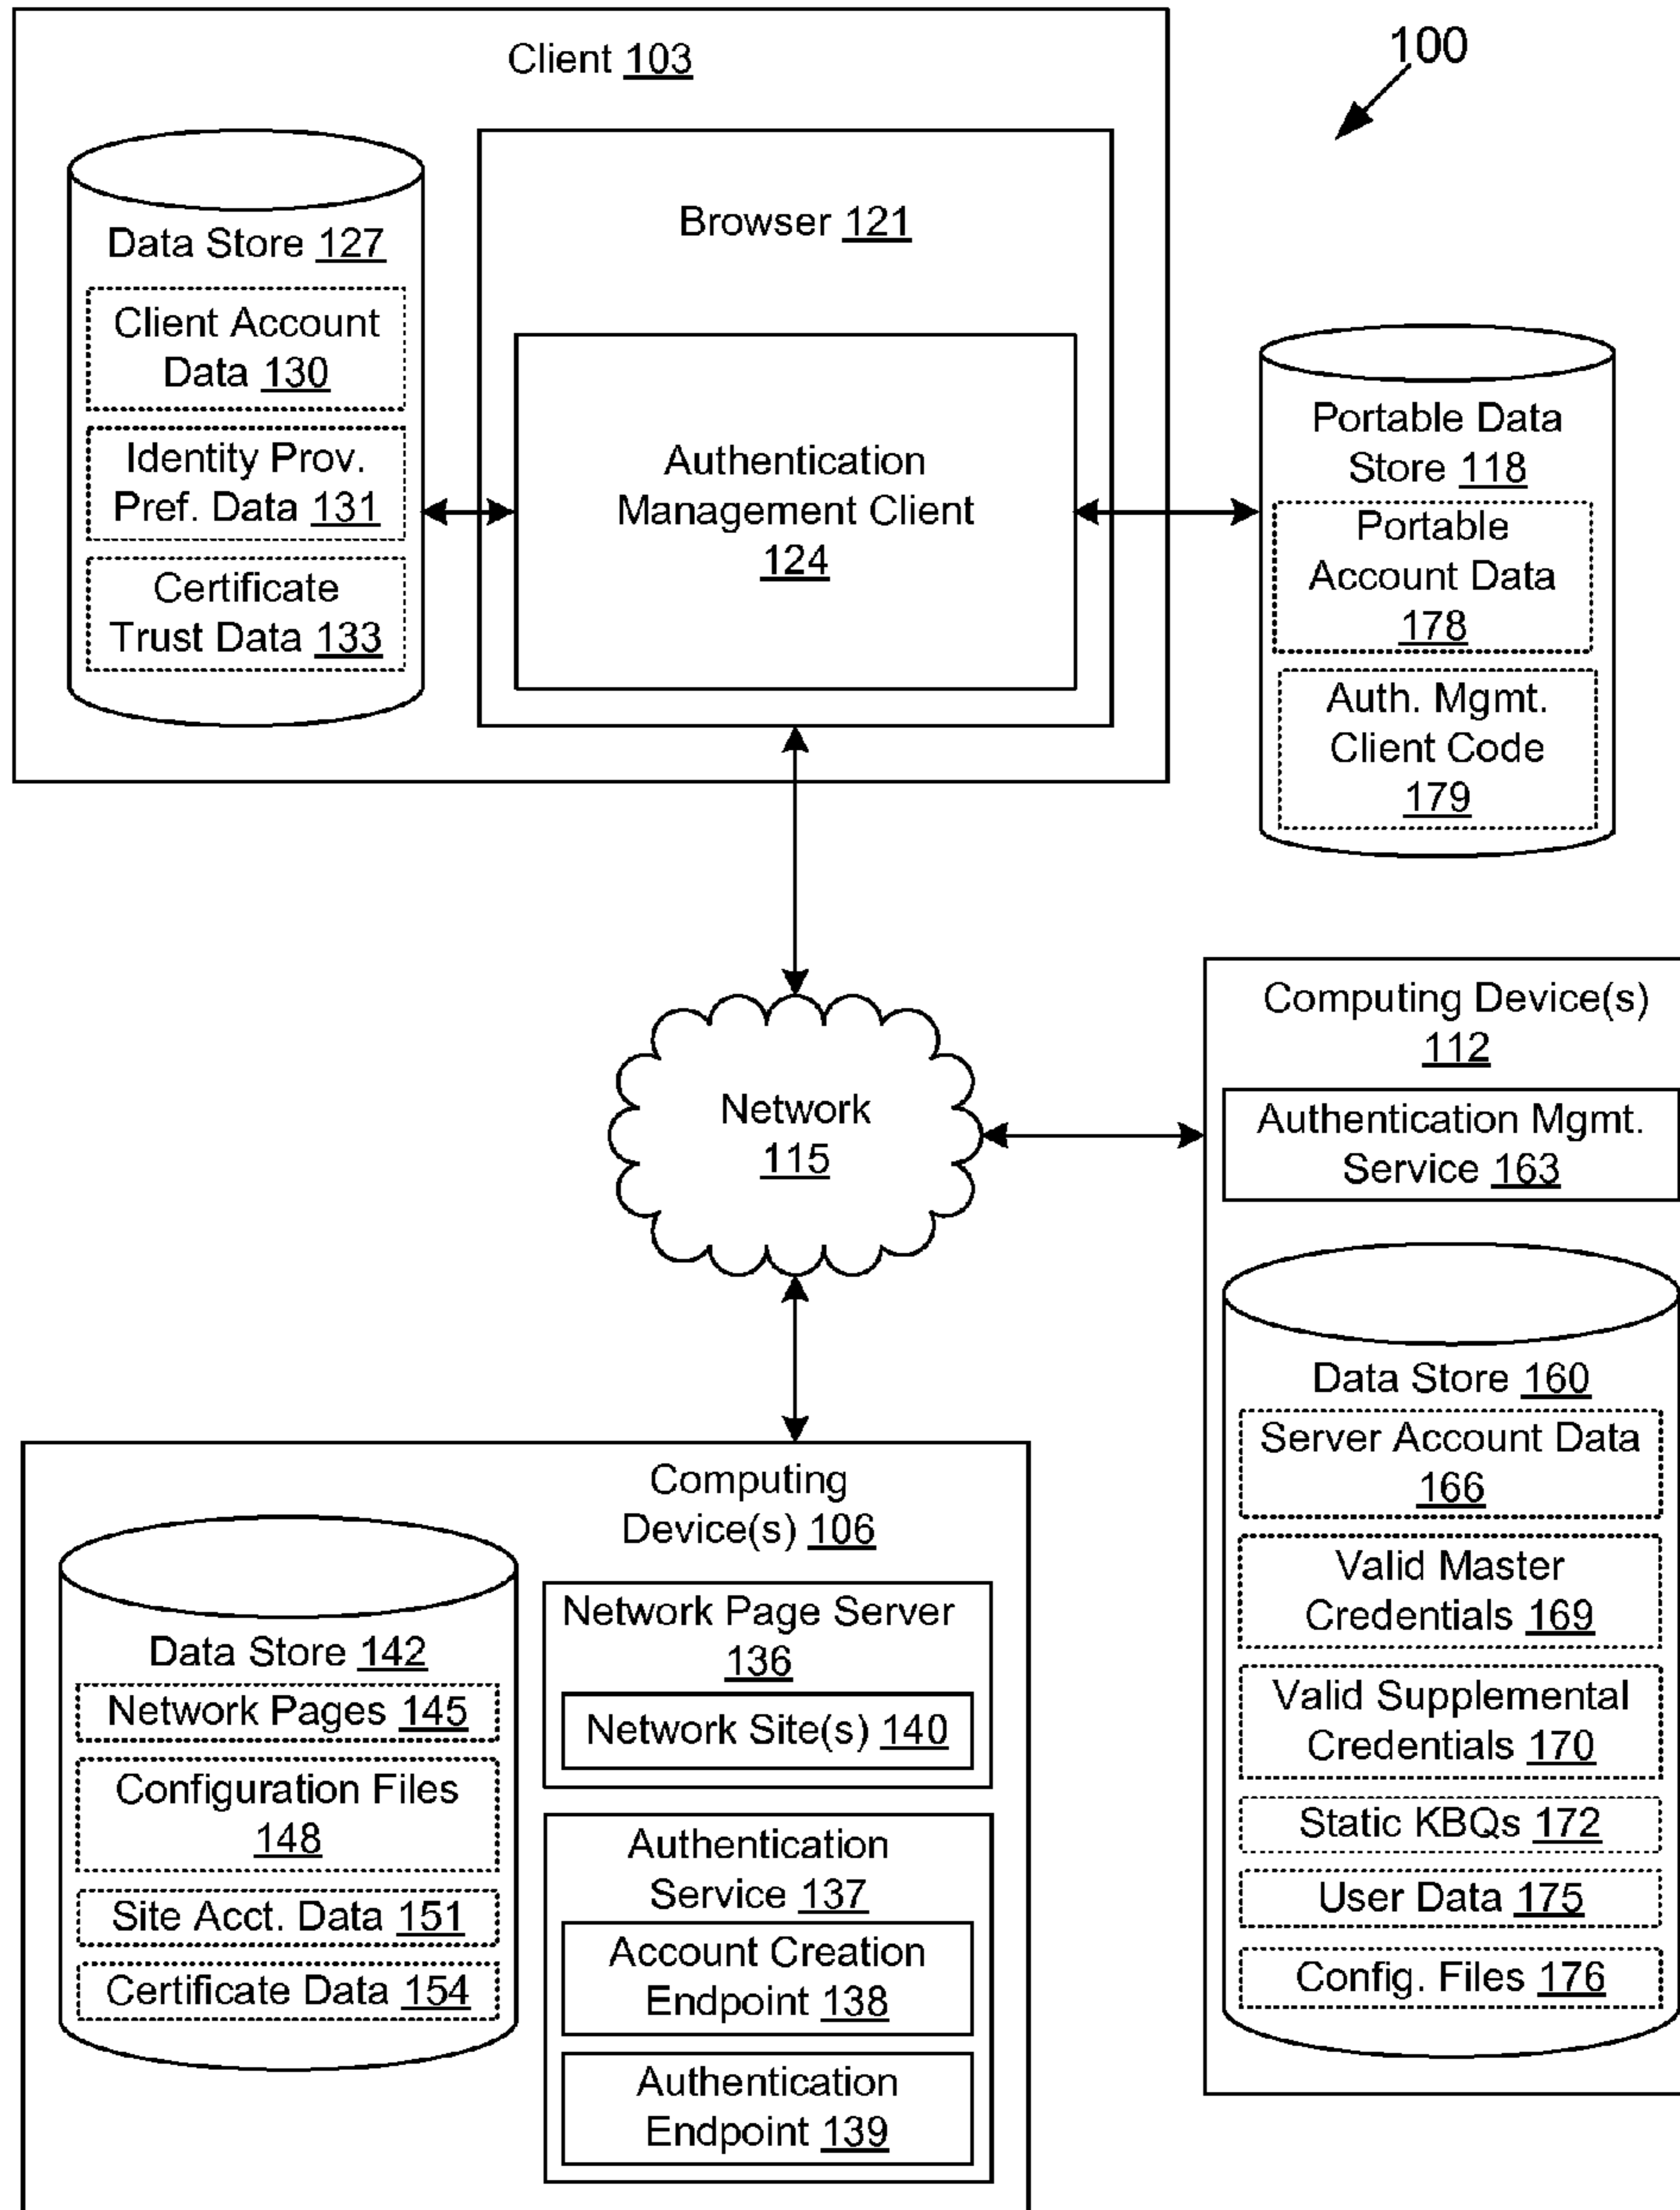 100
Client 103
Data Store 127
Client Account
Data 130
Identity Prov.
Pref. Data 131
Certificate
Trust Data 133
Browser 121
Authentication
Management Client
124
Portable Data
Store 118
Portable
Account Data
178
Auth. Mgmt.
Client Code
179
Network
115
Computing Device(s)
112
Authentication Mgmt.
Service 163
Data Store 160
Server Account Data
166
Valid Master
Credentials 169
Valid Supplemental
Credentials 170
Static KBQs 172
User Data 175
Config. Files 176
Computing
Device(s) 106
Data Store 142
Network Pages 145
Configuration Files
148
Site Acct. Data 151
Certificate Data 154
Network Page Server
136
Network Site(s) 140
Authentication
Service 137
Account Creation
Endpoint 138
Authentication
Endpoint 139